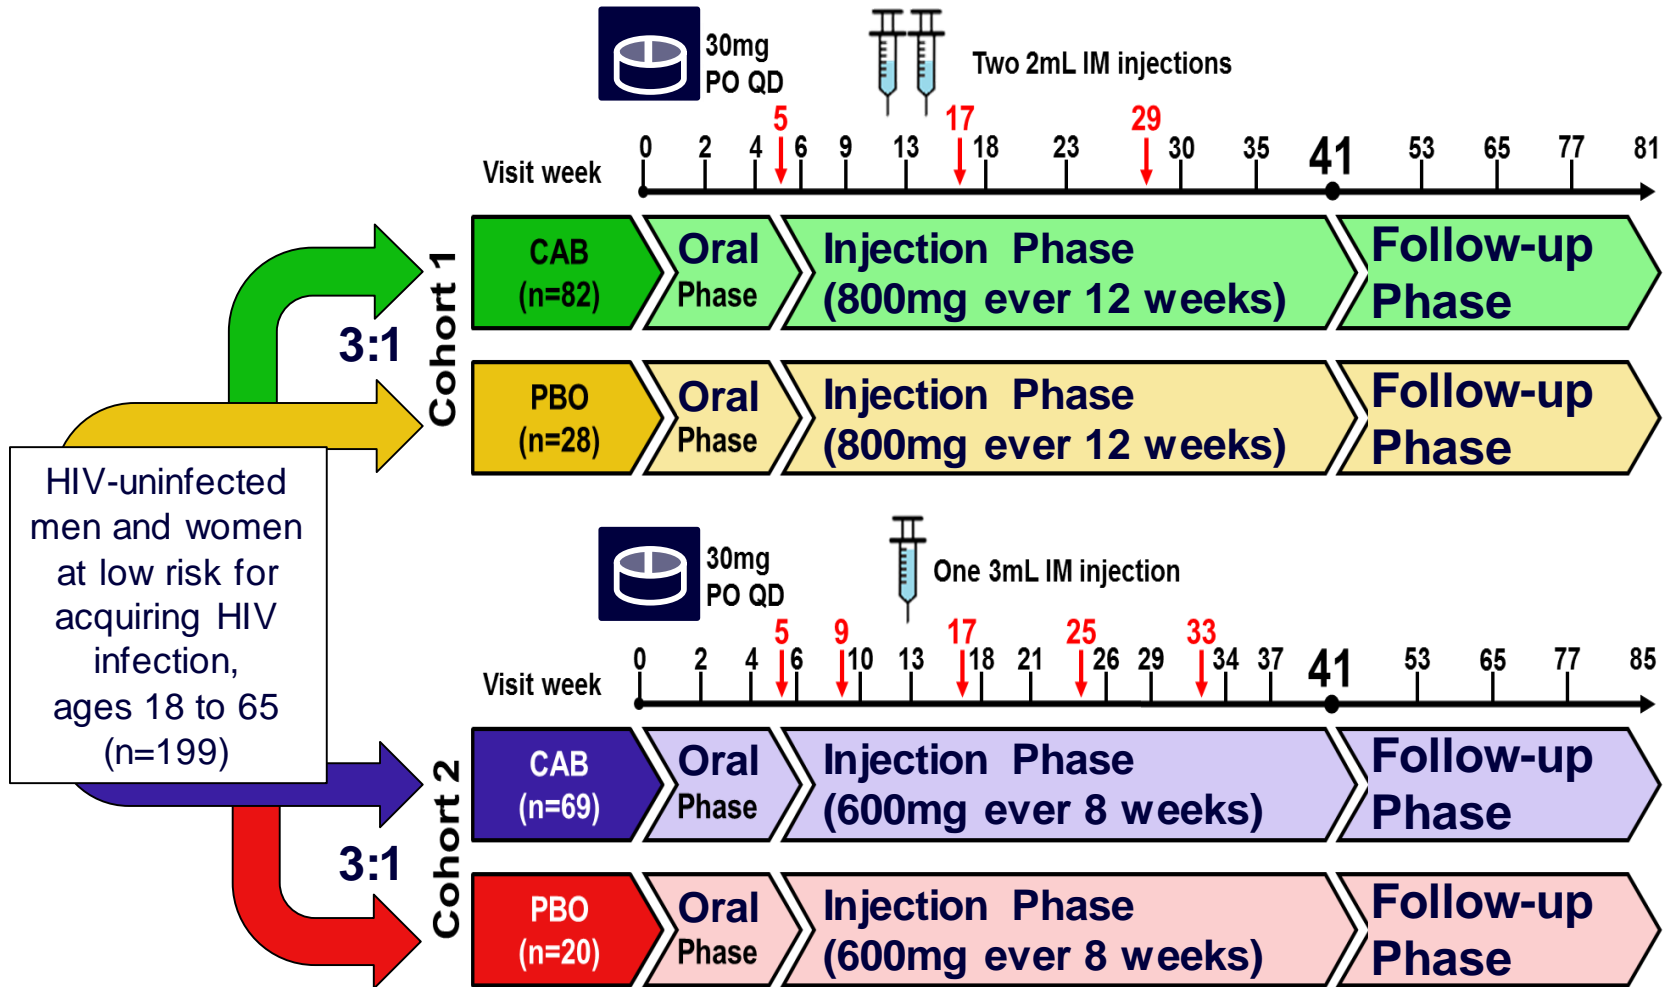 30mg
PO QD
Two 2mL IM injections
5 17 29
Visit week 0 2 4 6 9 13 18 23 30 35 41 53 65 77 81
Cohort 1
3:1
CAB
(n=82)
Oral
Phase
Injection Phase
(800mg ever 12 weeks)
Follow-up
Phase
PBO
(n=28)
Oral
Phase
Injection Phase
(800mg ever 12 weeks)
Follow-up
Phase
HIV-uninfected
men and women
at low risk for
acquiring HIV
infection,
ages 18 to 65
(n=199)
30mg
PO QD
One 3mL IM injection
5 9 17 25 33
Visit week 0 2 4 6 10 13 18 21 26 29 34 37 41 53 65 77 85
Cohort 2
3:1
CAB
(n=69)
Oral
Phase
Injection Phase
(600mg ever 8 weeks)
Follow-up
Phase
PBO
(n=20)
Oral
Phase
Injection Phase
(600mg ever 8 weeks)
Follow-up
Phase